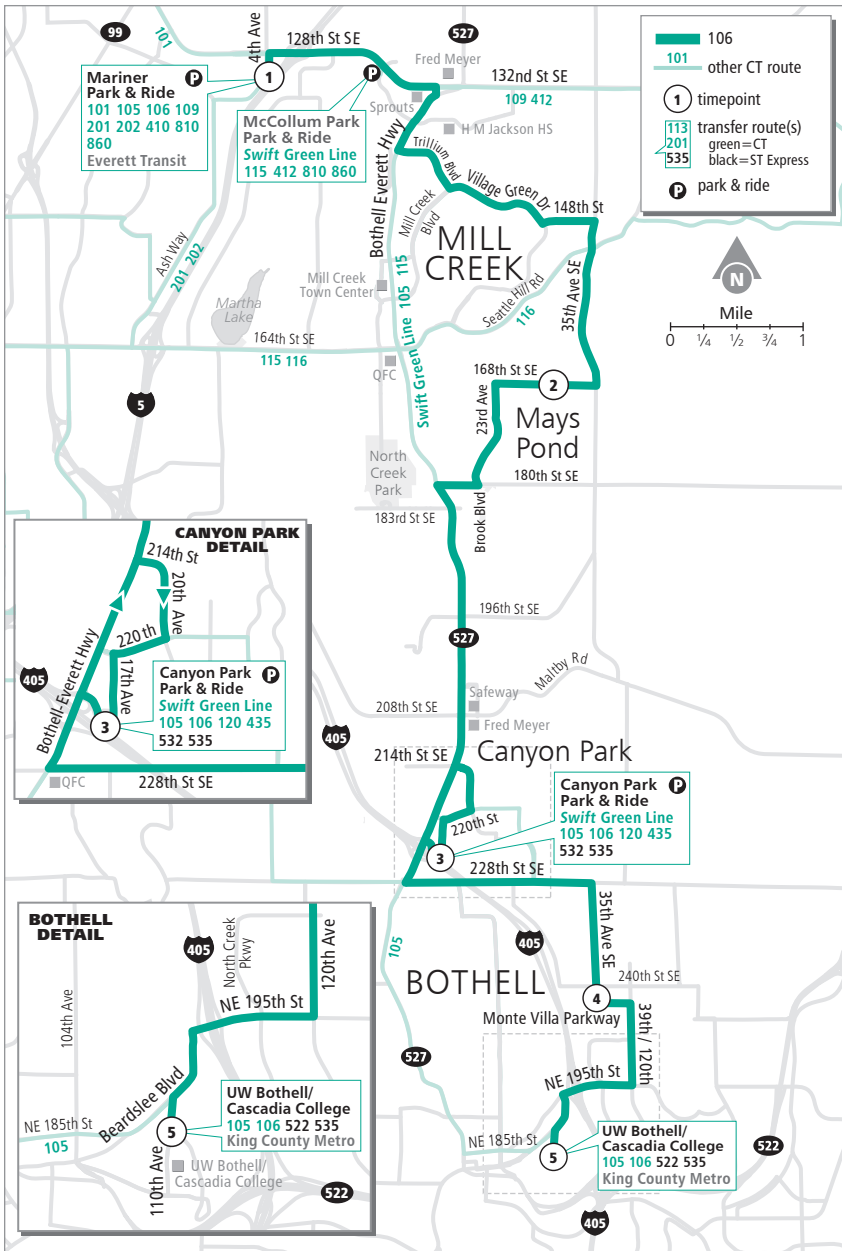 99
101
4th Ave
128th St SE
527
Fred Meyer
132nd St SE
109 412
Sprouts
H M Jackson HS
Mariner
Park & Ride
P
101 105 106 109
201 202 410 810
860
Everett Transit
1
P
McCollum Park
Park & Ride
Swift Green Line
115 412 810 860
106
101
other CT route
1
timepoint
113
201
535
transfer route(s)
green=CT
black=ST Express
P
park & ride
N
Mile
0 ¼ ½ ¾ 1
Bothell Everett Hwy
Trillium Blvd
Village Green Dr
148th St
Mill Creek
Blvd
MILL
CREEK
Ash Way
201 202
Martha
Lake
Mill Creek
Town Center
Swift Green Line 105 115
Seattle Hill Rd
116
35th Ave SE
164th St SE
115 116
QFC
5
168th St SE
2
23rd Ave
Mays
Pond
North
Creek
Park
180th St SE
183rd St SE
Brook Blvd
196th St SE
527
Maltby Rd
Safeway
208th St SE
Fred Meyer
405
214th St SE
Canyon Park
220th St
3
Canyon Park
Park & Ride
P
Swift Green Line
105 106 120 435
532 535
228th St SE
35th Ave SE
105
405
BOTHELL
240th St SE
4
Monte Villa Parkway
39th / 120th
527
NE 195th St
NE 185th St
5
UW Bothell/
Cascadia College
105 106 522 535
King County Metro
522
405
CANYON PARK
DETAIL
214th St
20th Ave
220 th
17th Ave
Bothell-Everett Hwy
405
3
Canyon Park
Park & Ride
P
Swift Green Line
105 106 120 435
532 535
QFC
228th St SE
BOTHELL
DETAIL
405
North Creek
Pkwy
120th Ave
104th Ave
NE 195th St
Beardslee Blvd
NE 185th St
105
5
110th Ave
UW Bothell/
Cascadia College
105 106 522 535
King County Metro
UW Bothell/
Cascadia College
522